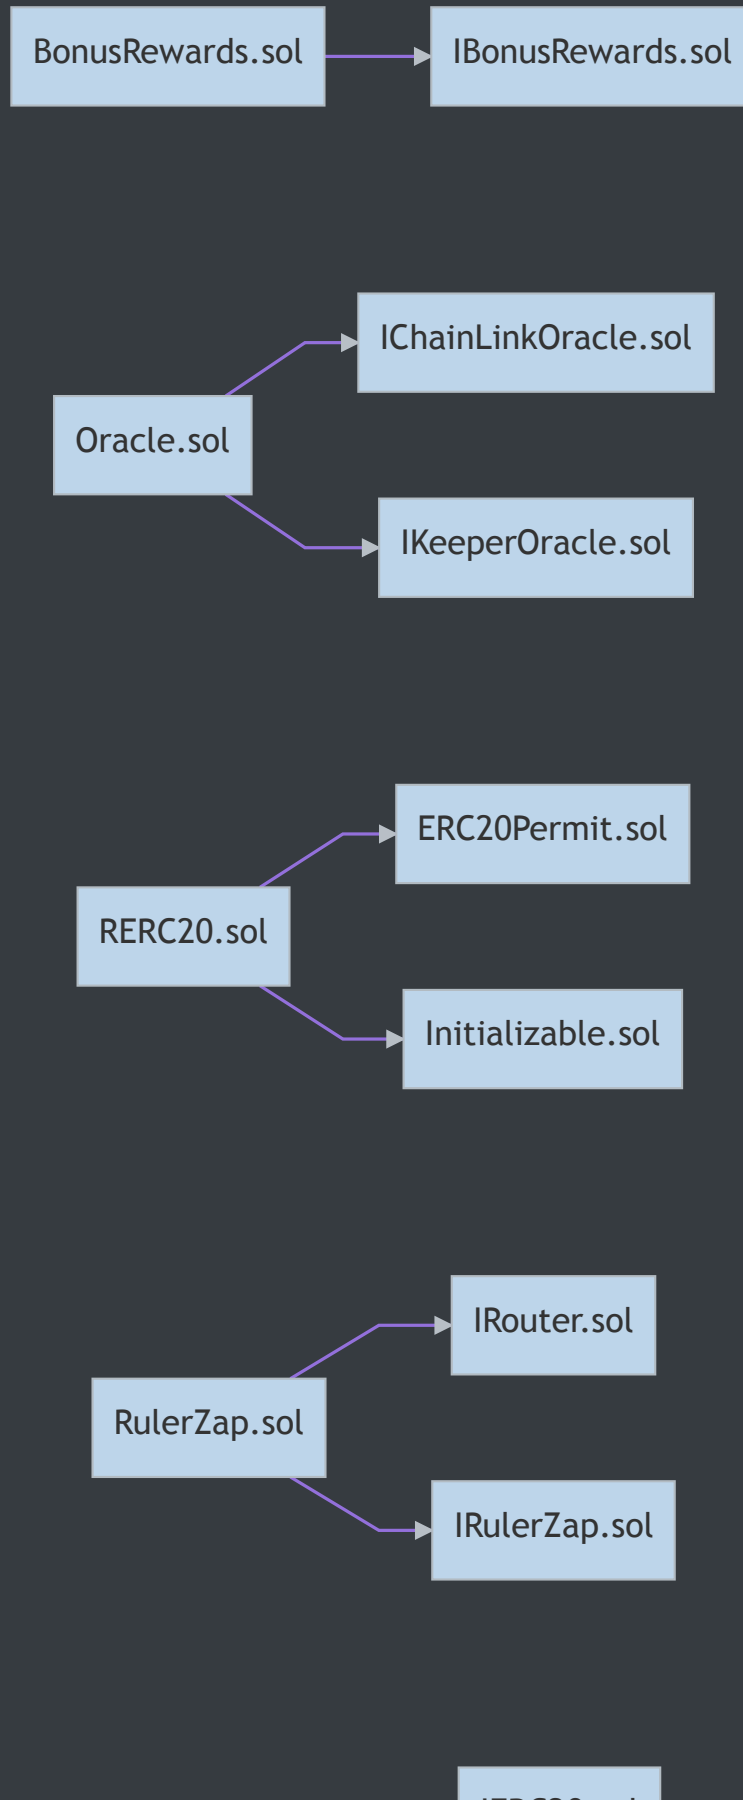 BonusRewards.sol
IBonusRewards.sol
IChainLinkOracle.sol
Oracle.sol
IKeeperOracle.sol
ERC20Permit.sol
RERC20.sol
Initializable.sol
IRouter.sol
RulerZap.sol
IRulerZap.sol